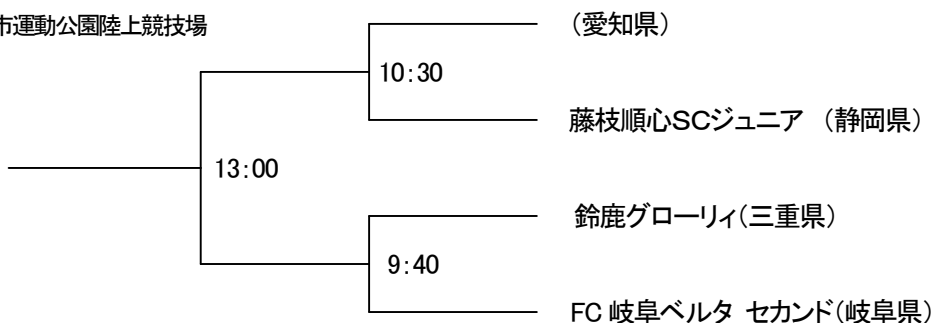 市運動公園陸上競技場
(愛知県)
10:30
藤枝順心SCジュニア (静岡県)
13:00
鈴鹿グローリィ(三重県)
9:40
FC 岐阜ベルタ セカンド(岐阜県)